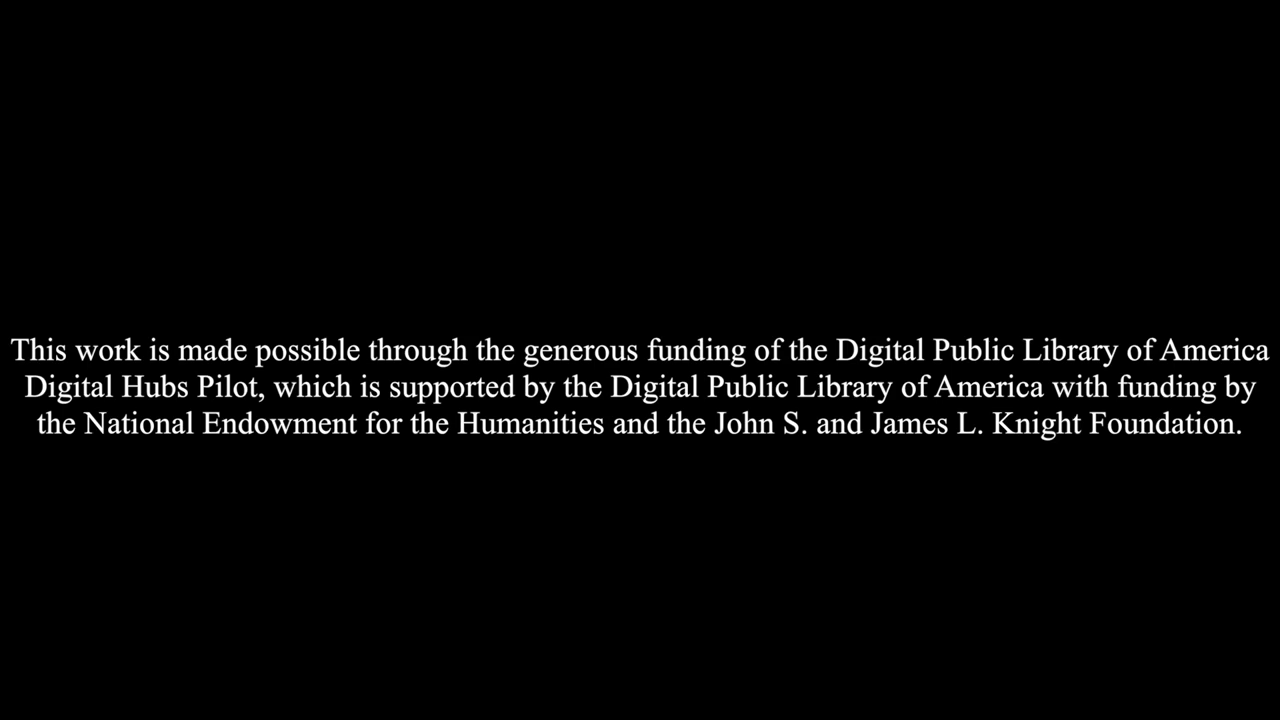 This work is made possible through the generous funding of the Digital Public Library of America
Digital Hubs Pilot, which is supported by the Digital Public Library of America with funding by
the National Endowment for the Humanities and the John S. and James L. Knight Foundation.